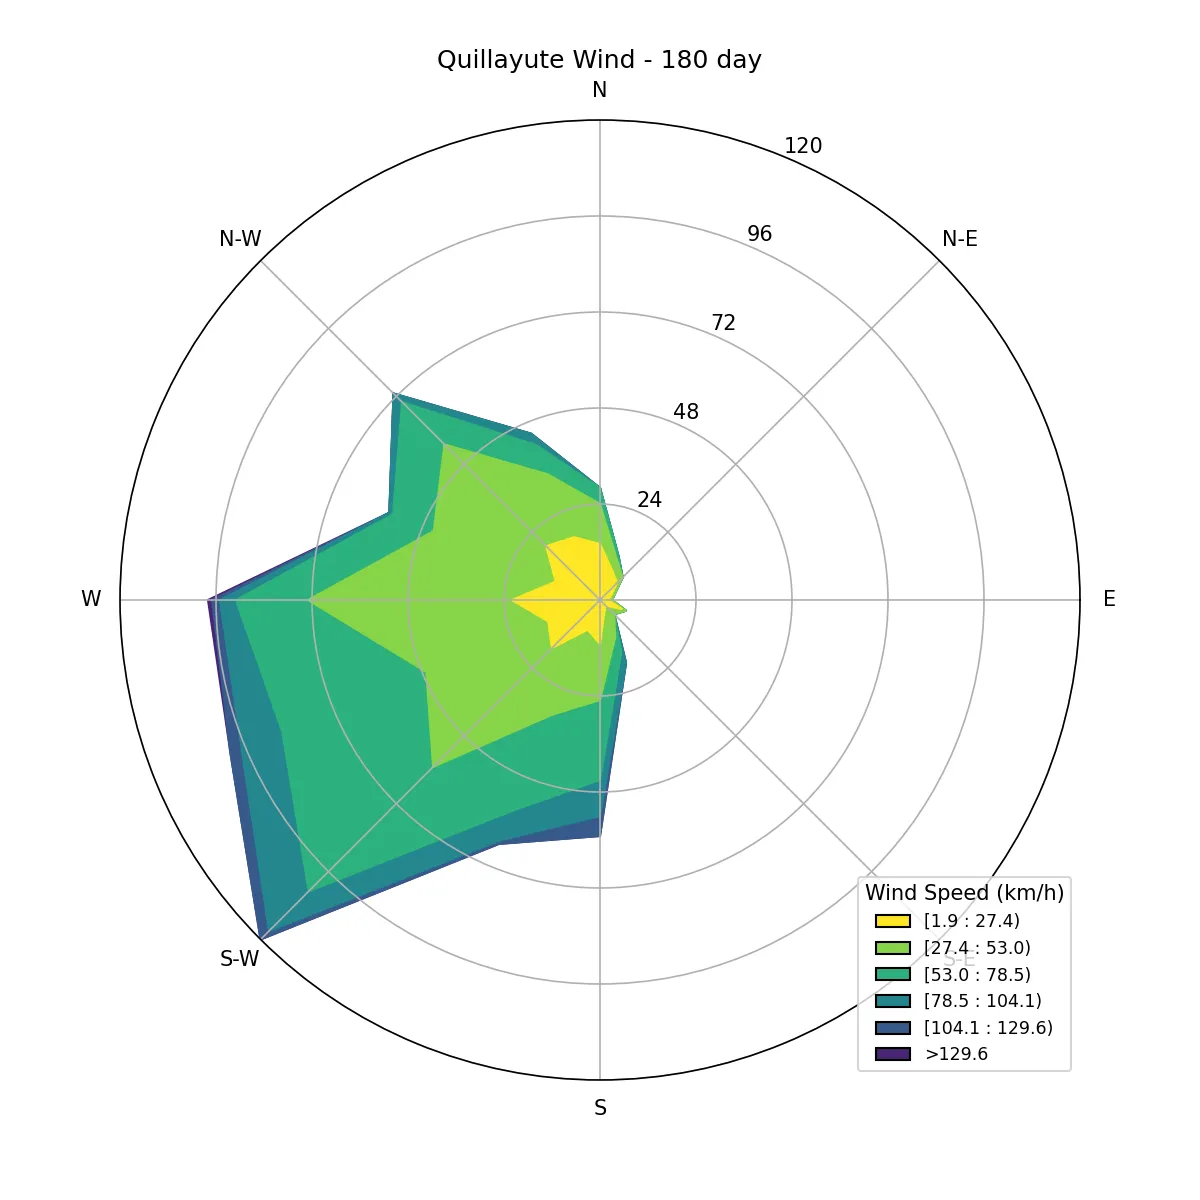 Quillayute Wind - 180 day
N
120
N-W
96
N-E
72
48
24
W
E
S-W
S-E
Wind Speed (km/h)
[1.9 : 27.4)
[27.4 : 53.0)
[53.0 : 78.5)
[78.5 : 104.1)
[104.1 : 129.6)
>129.6
S